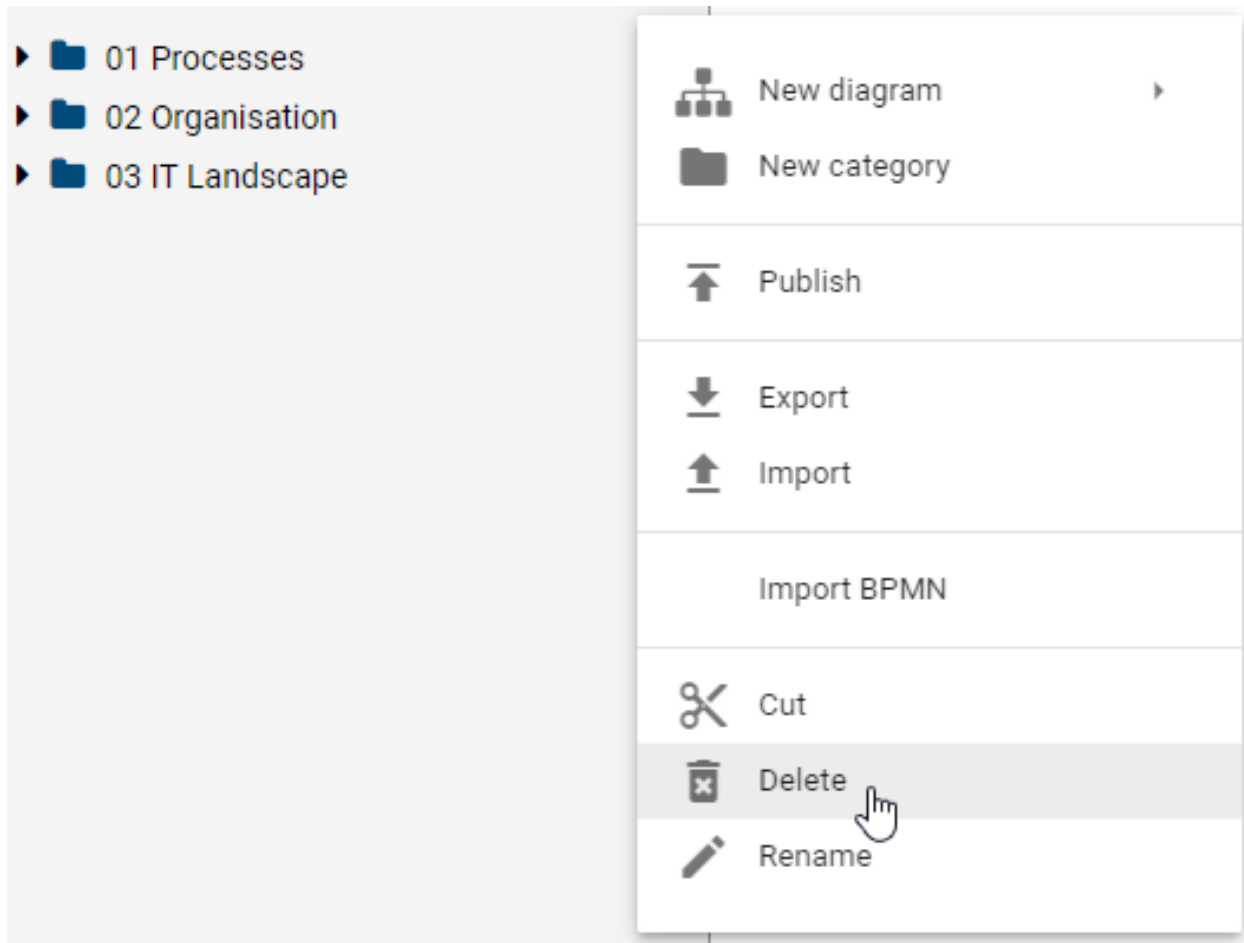 01 Processes
02 Organisation
03 IT Landscape
New diagram
New category
Publish
Export
Import
Import BPMN
Cut
Delete
Rename